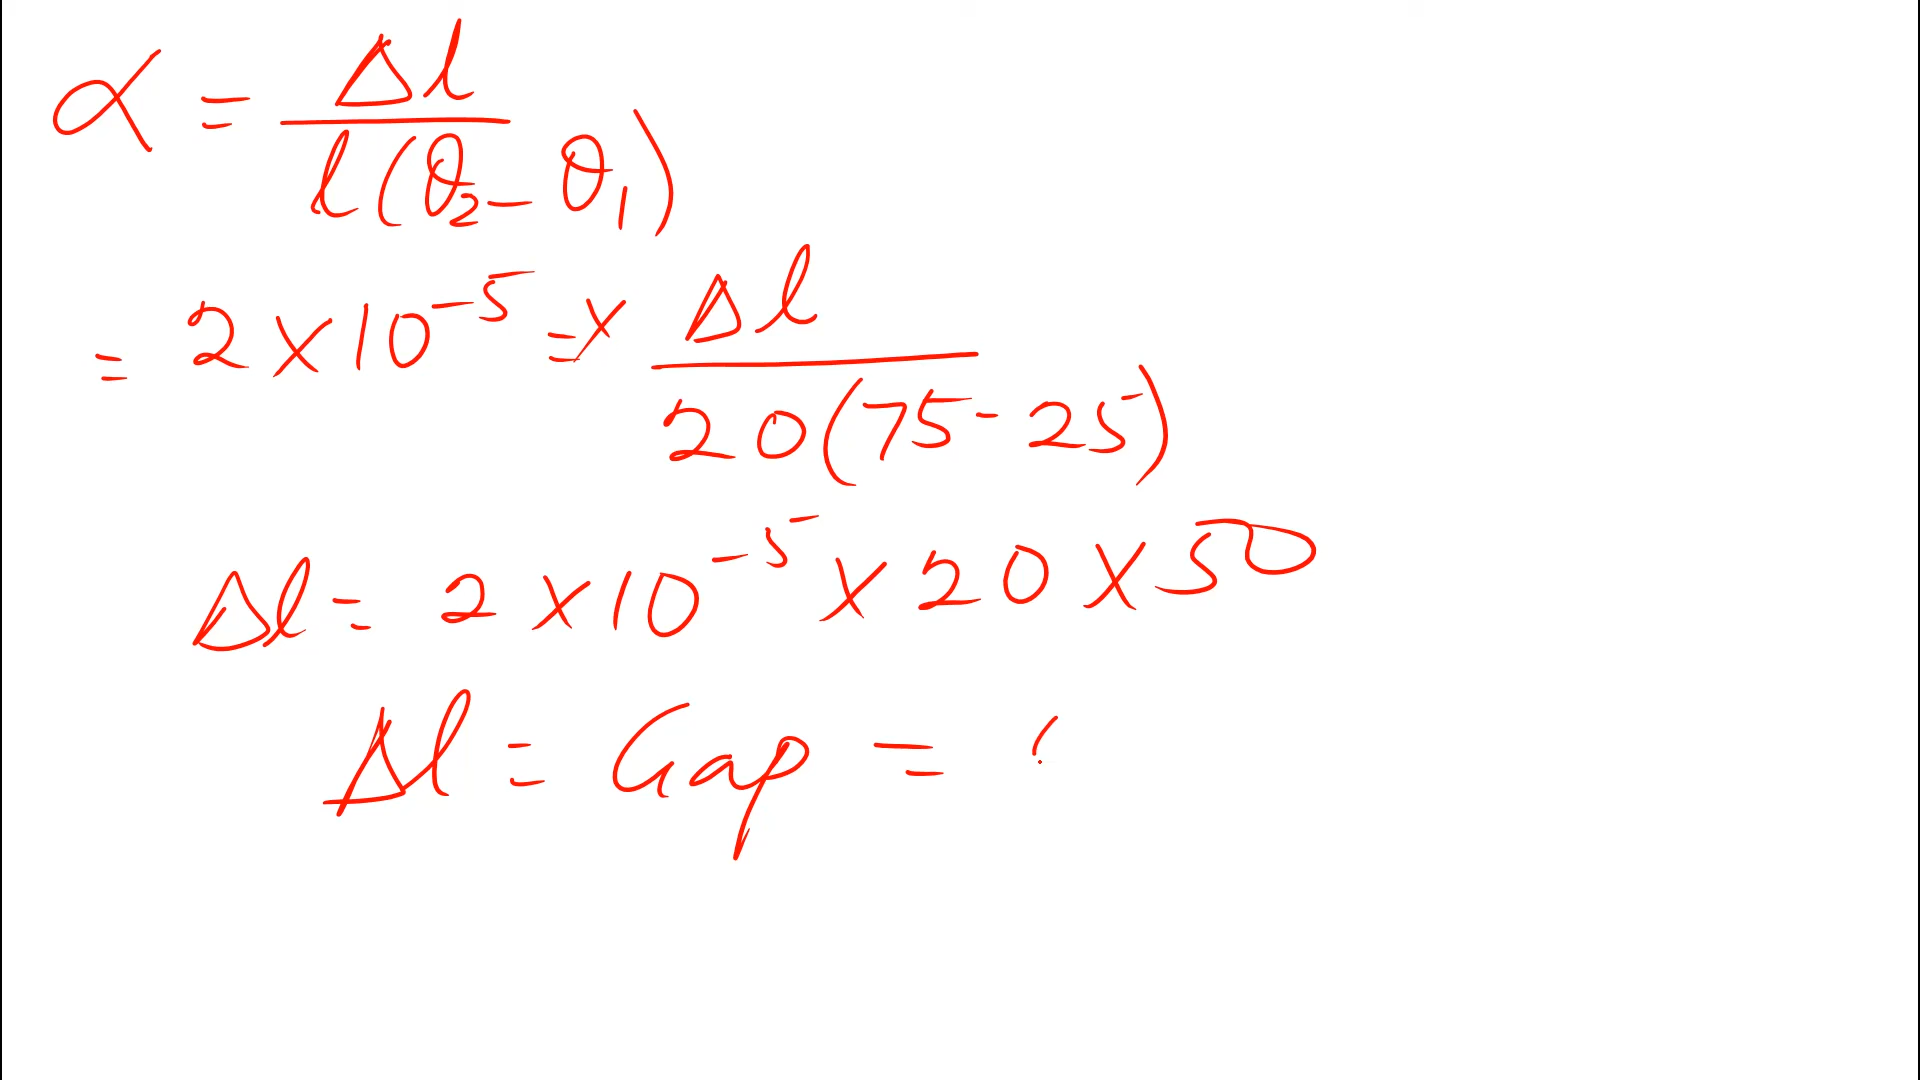 α = Δl / l(θ₂ - θ₁)
= 2 × 10⁻⁵ = × Δl / 20(75 - 25)
Δl = 2 × 10⁻⁵ × 20 × 50
Δl = Gap =